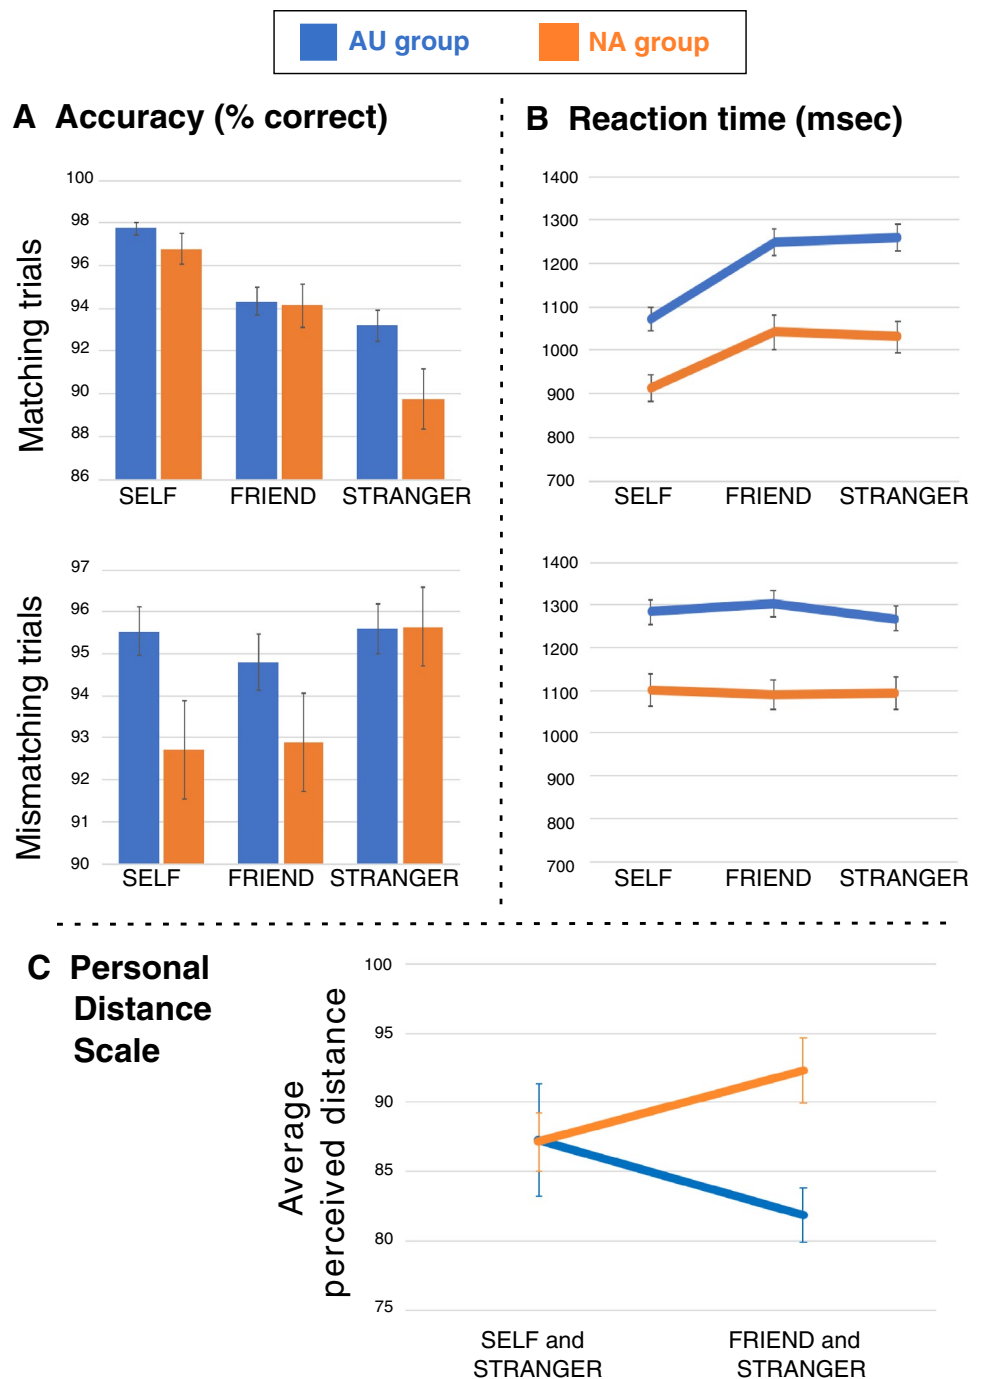 AU group
NA group
A Accuracy (% correct)
B Reaction time (msec)
Matching trials
100
98
96
94
92
90
88
86
SELF
FRIEND
STRANGER
1400
1300
1200
1100
1000
900
800
700
SELF
FRIEND
STRANGER
Mismatching trials
97
96
95
94
93
92
91
90
SELF
FRIEND
STRANGER
1400
1300
1200
1100
1000
900
800
700
SELF
FRIEND
STRANGER
C Personal
Distance
Scale
Average
perceived distance
100
95
90
85
80
75
SELF and
STRANGER
FRIEND and
STRANGER